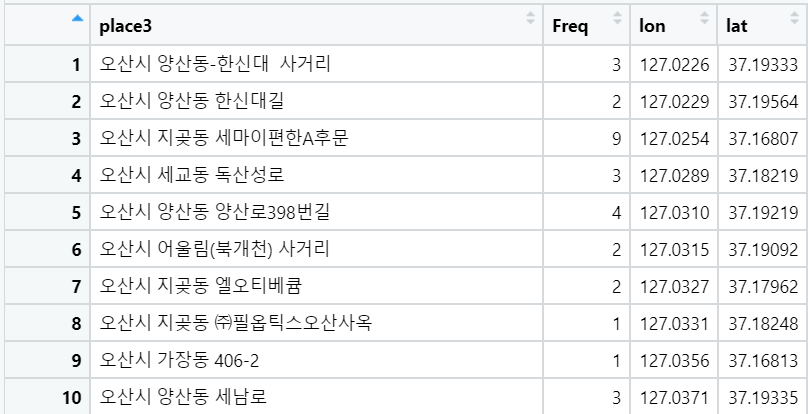 place3 Freq lon lat
1 오산시 양산동-한신대  사거리 3 127.0226 37.19333
2 오산시 양산동 한신대길 2 127.0229 37.19564
3 오산시 지곶동 세마이편한A후문 9 127.0254 37.16807
4 오산시 세교동 독산성로 3 127.0289 37.18219
5 오산시 양산동 양산로398번길 4 127.0310 37.19219
6 오산시 어울림(북개천) 사거리 2 127.0315 37.19092
7 오산시 지곶동 엘오티베큠 2 127.0327 37.17962
8 오산시 지곶동 ㈜필옵틱스오산사옥 1 127.0331 37.18248
9 오산시 가장동 406-2 1 127.0356 37.16813
10 오산시 양산동 세남로 3 127.0371 37.19335